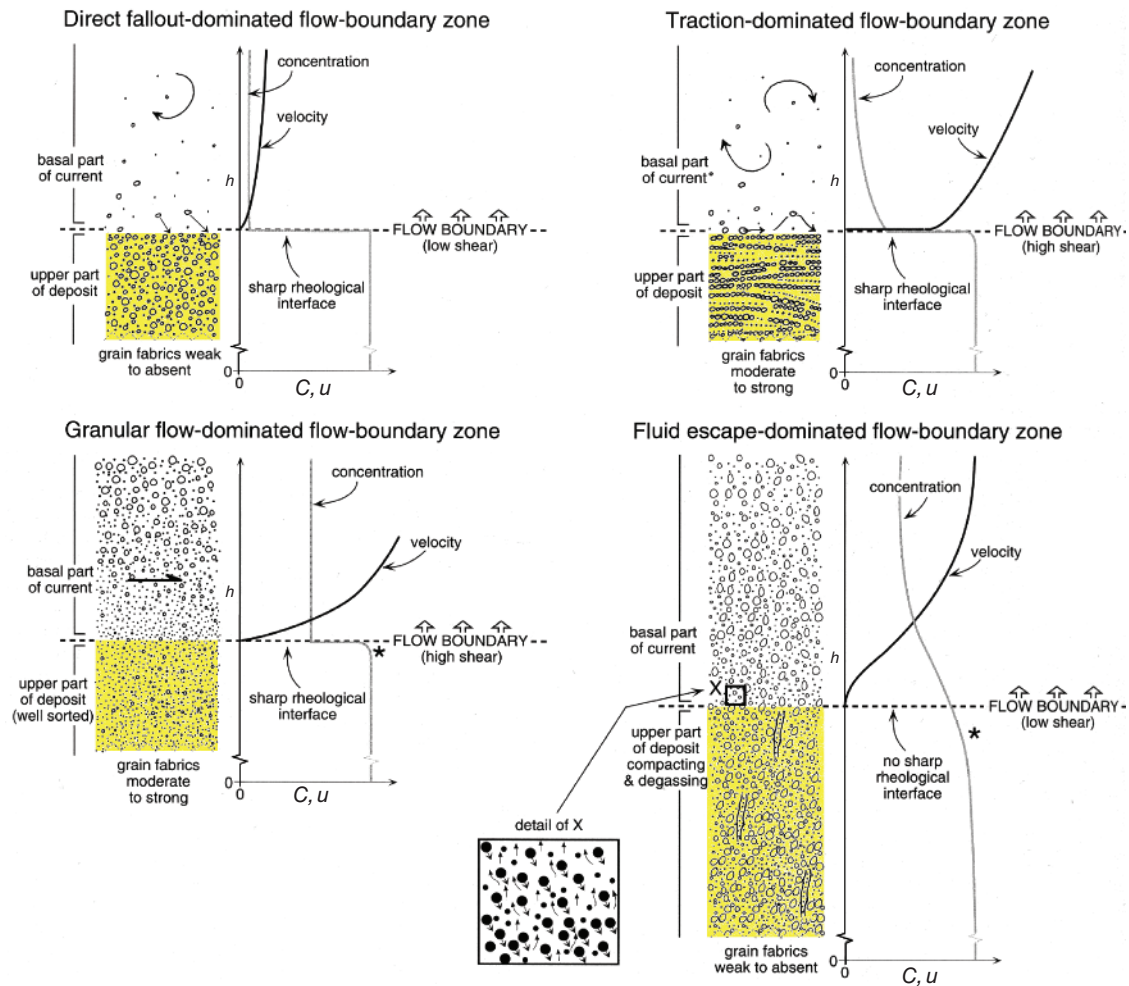 Direct fallout-dominated flow-boundary zone
concentration
velocity
basal part
of current
h
FLOW BOUNDARY
(low shear)
upper part
of deposit
sharp rheological
interface
grain fabrics weak
to absent
0
0
C, u
Traction-dominated flow-boundary zone
concentration
velocity
basal part
of current*
h
FLOW BOUNDARY
(high shear)
upper part
of deposit
sharp rheological
interface
grain fabrics
moderate
to strong
0
0
C, u
Granular flow-dominated flow-boundary zone
concentration
velocity
basal part
of current
h
FLOW BOUNDARY
(high shear)
*
upper part
of deposit
(well sorted)
sharp rheological
interface
grain fabrics
moderate
to strong
0
0
C, u
Fluid escape-dominated flow-boundary zone
concentration
velocity
basal part
of current
h
X
FLOW BOUNDARY
(low shear)
*
upper part
of deposit
compacting
& degassing
no sharp
rheological
interface
detail of X
grain fabrics
weak to absent
0
0
C, u